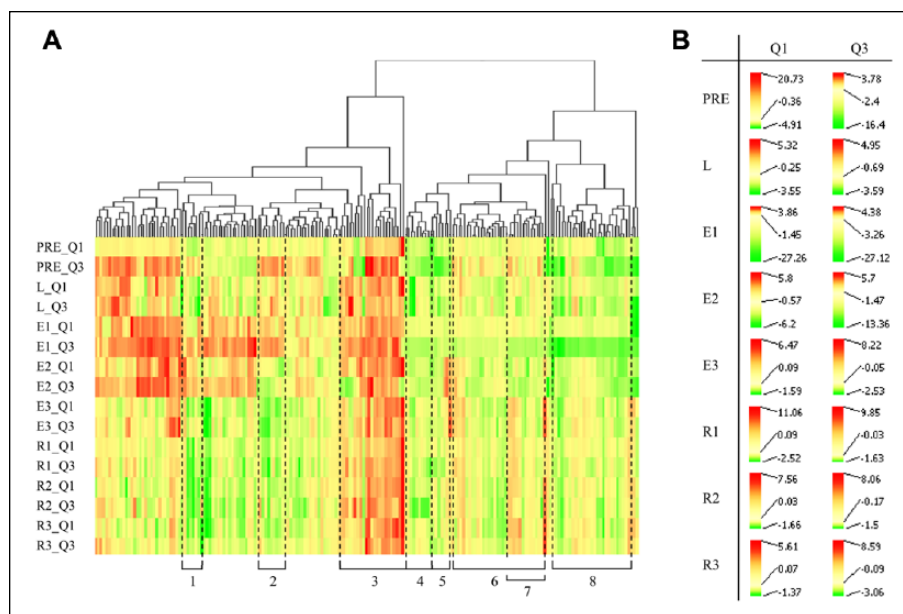 A
PRE_Q1
PRE_Q3
L_Q1
L_Q3
E1_Q1
E1_Q3
E2_Q1
E2_Q3
E3_Q1
E3_Q3
R1_Q1
R1_Q3
R2_Q1
R2_Q3
R3_Q1
R3_Q3
1 2 3 4 5 6 7 8
B
Q1 Q3
PRE
20.73 3.78
-0.36 -2.4
-4.91 -16.4
L
5.32 4.95
-0.25 -0.69
-3.55 -3.59
E1
3.86 4.38
-1.45 -3.26
-27.26 -27.12
E2
5.8 5.7
-0.57 -1.47
-6.2 -13.36
E3
6.47 8.22
0.09 -0.05
-1.59 -2.53
R1
11.06 9.85
0.09 -0.03
-2.52 -1.63
R2
7.56 8.06
0.03 -0.17
-1.66 -1.5
R3
5.61 8.59
0.07 -0.09
-1.37 -3.06